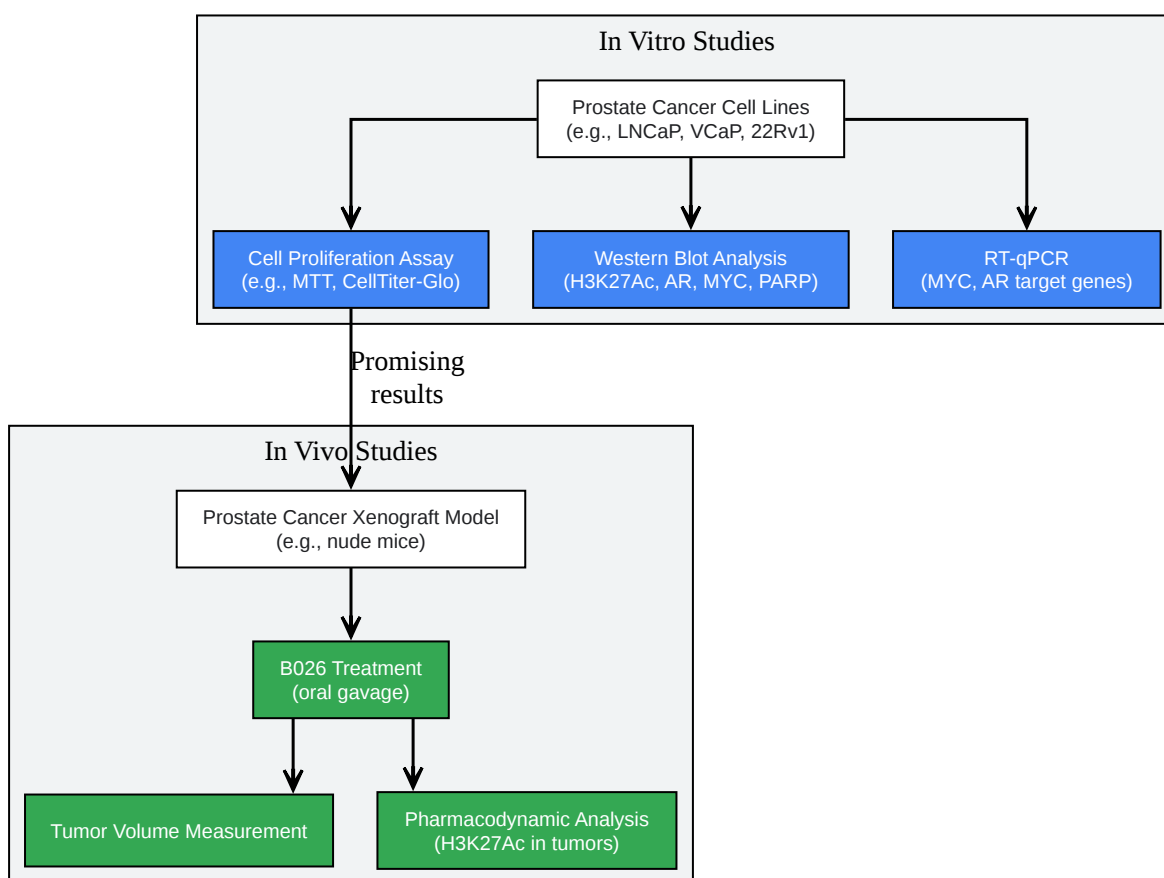 In Vitro Studies
Prostate Cancer Cell Lines
(e.g., LNCaP, VCaP, 22Rv1)
Cell Proliferation Assay
(e.g., MTT, CellTiter-Glo)
Western Blot Analysis
(H3K27Ac, AR, MYC, PARP)
RT-qPCR
(MYC, AR target genes)
Promising
results
In Vivo Studies
Prostate Cancer Xenograft Model
(e.g., nude mice)
B026 Treatment
(oral gavage)
Tumor Volume Measurement
Pharmacodynamic Analysis
(H3K27Ac in tumors)